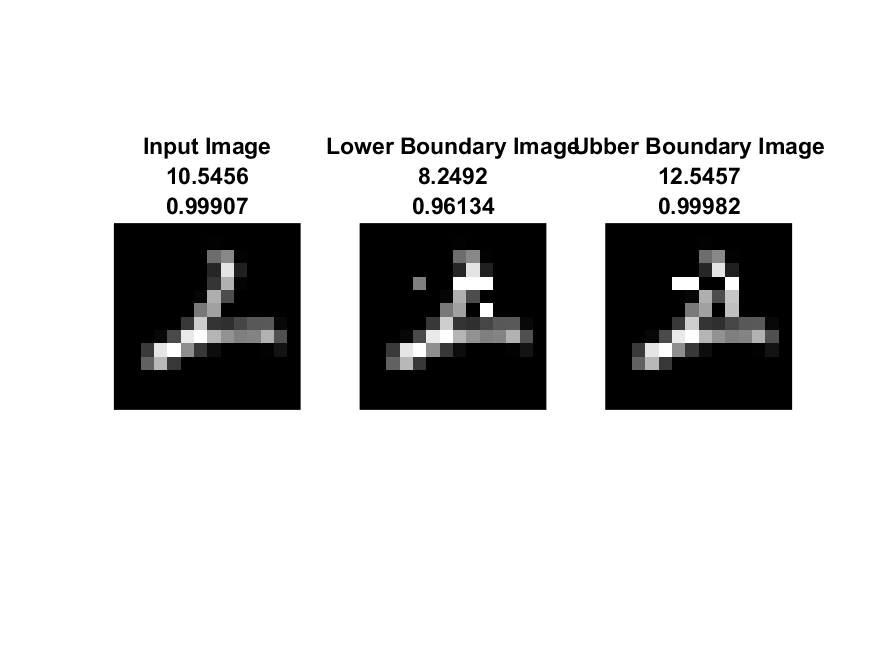 Input Image
10.5456
0.99907
Lower Boundary Image
8.2492
0.96134
Ubber Boundary Image
12.5457
0.99982